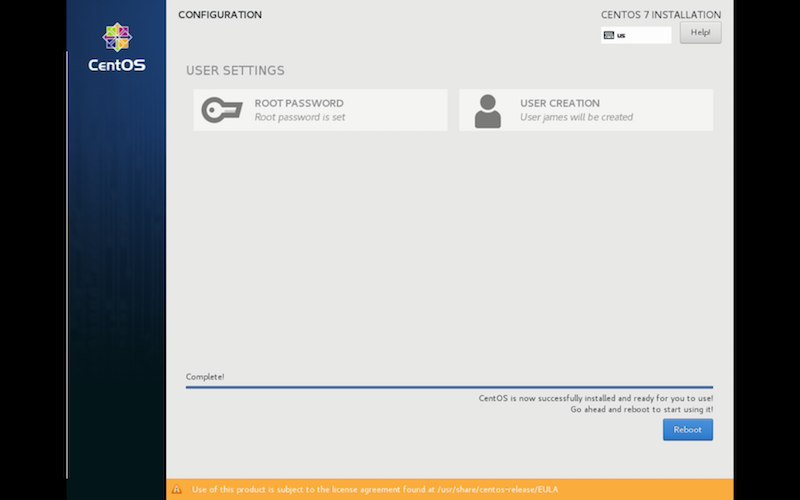 CONFIGURATION
CENTOS 7 INSTALLATION
us
Help!
CentOS
USER SETTINGS
ROOT PASSWORD
Root password is set
USER CREATION
User james will be created
Complete!
CentOS is now successfully installed and ready for you to use!
Go ahead and reboot to start using it!
Reboot
Use of this product is subject to the license agreement found at /usr/share/centos-release/EULA